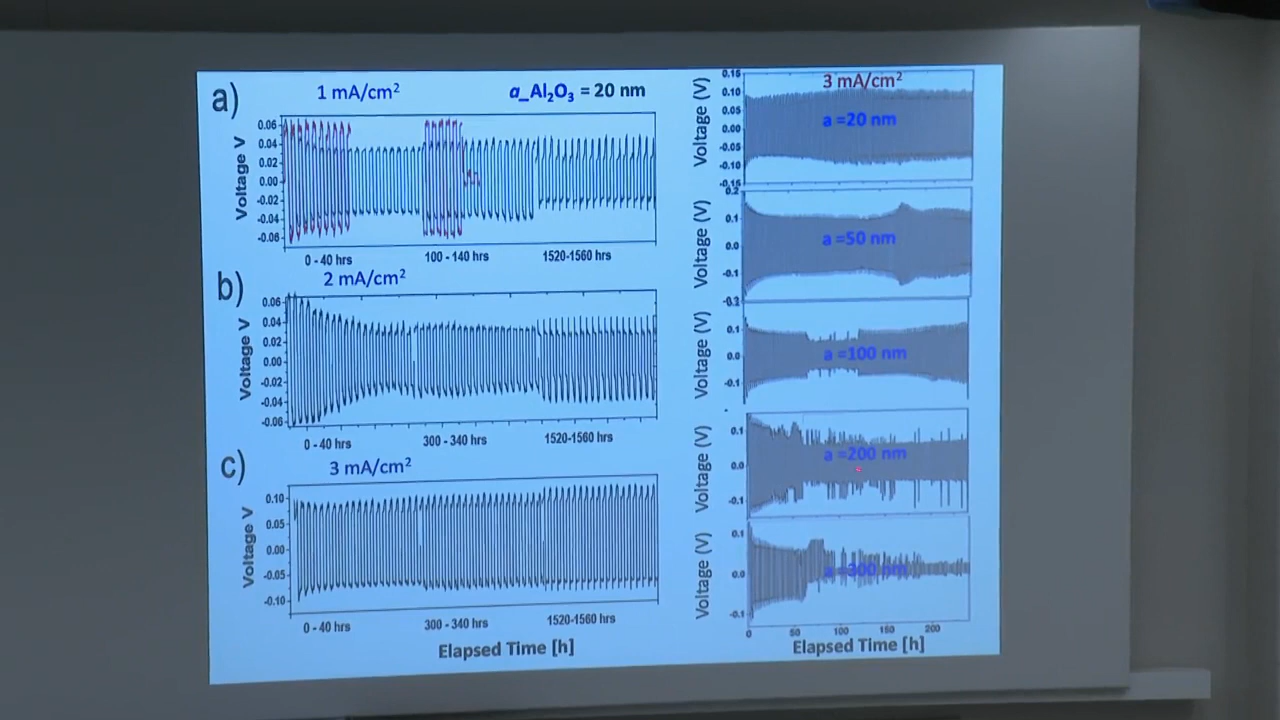 a)
1 mA/cm²
a_Al₂O₃ = 20 nm
Voltage V
0.06
0.04
0.02
0.00
-0.02
-0.04
-0.06
0 - 40 hrs
100 - 140 hrs
1520-1560 hrs
b)
2 mA/cm²
Voltage V
0.06
0.04
0.02
0.00
-0.02
-0.04
-0.06
0 - 40 hrs
300 - 340 hrs
1520-1560 hrs
c)
3 mA/cm²
Voltage V
0.10
0.05
0.00
-0.05
-0.10
0 - 40 hrs
300 - 340 hrs
1520-1560 hrs
Elapsed Time [h]
3 mA/cm²
Voltage (V)
0.15
0.10
0.05
0.00
-0.05
-0.10
-0.15
a =20 nm
Voltage (V)
0.2
0.1
0.0
-0.1
a =50 nm
Voltage (V)
0.1
0.0
-0.1
a =100 nm
Voltage (V)
0.1
0.0
-0.1
a =200 nm
Voltage (V)
0.1
0.0
-0.1
a =300 nm
0
50
100
150
200
Elapsed Time [h]